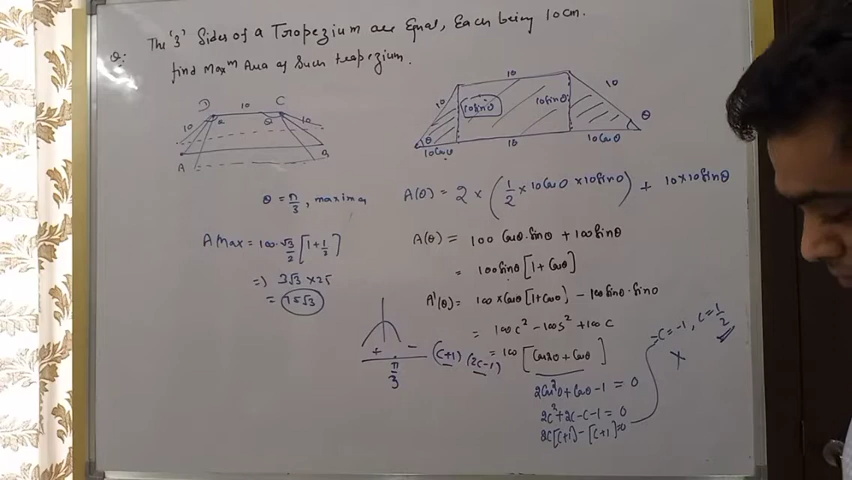 Q: The '3' Sides of a Tropezium are Equal, Each being 10cm.
find Maxᵐ Area of Such trapezium.
D 10 C
10 θ 10
A B
A
θ = π/3, maxima
A Max = 100·√3/2 [1+1/2]
=) 3√3 × 25
= 75√3
10
10 10sinθ 10sinθ 10
θ θ
10cosθ 10 10cosθ
A(θ) = 2 × (1/2 × 10cosθ × 10sinθ) + 10×10sinθ
A(θ) = 100 cosθ·sinθ + 100sinθ
= 100sinθ [1+cosθ]
A'(θ) = 100×cosθ[1+cosθ] - 100sinθ·sinθ
= 100c² - 100s² + 100c
= 100 [cos2θ + cosθ]
+ - (c+1) (2c-1)
π/3
2cos²θ + cosθ - 1 = 0
2c² + 2c - c - 1 = 0
2c[c+1] - [c+1] = 0
c = -1, c = 1/2
X